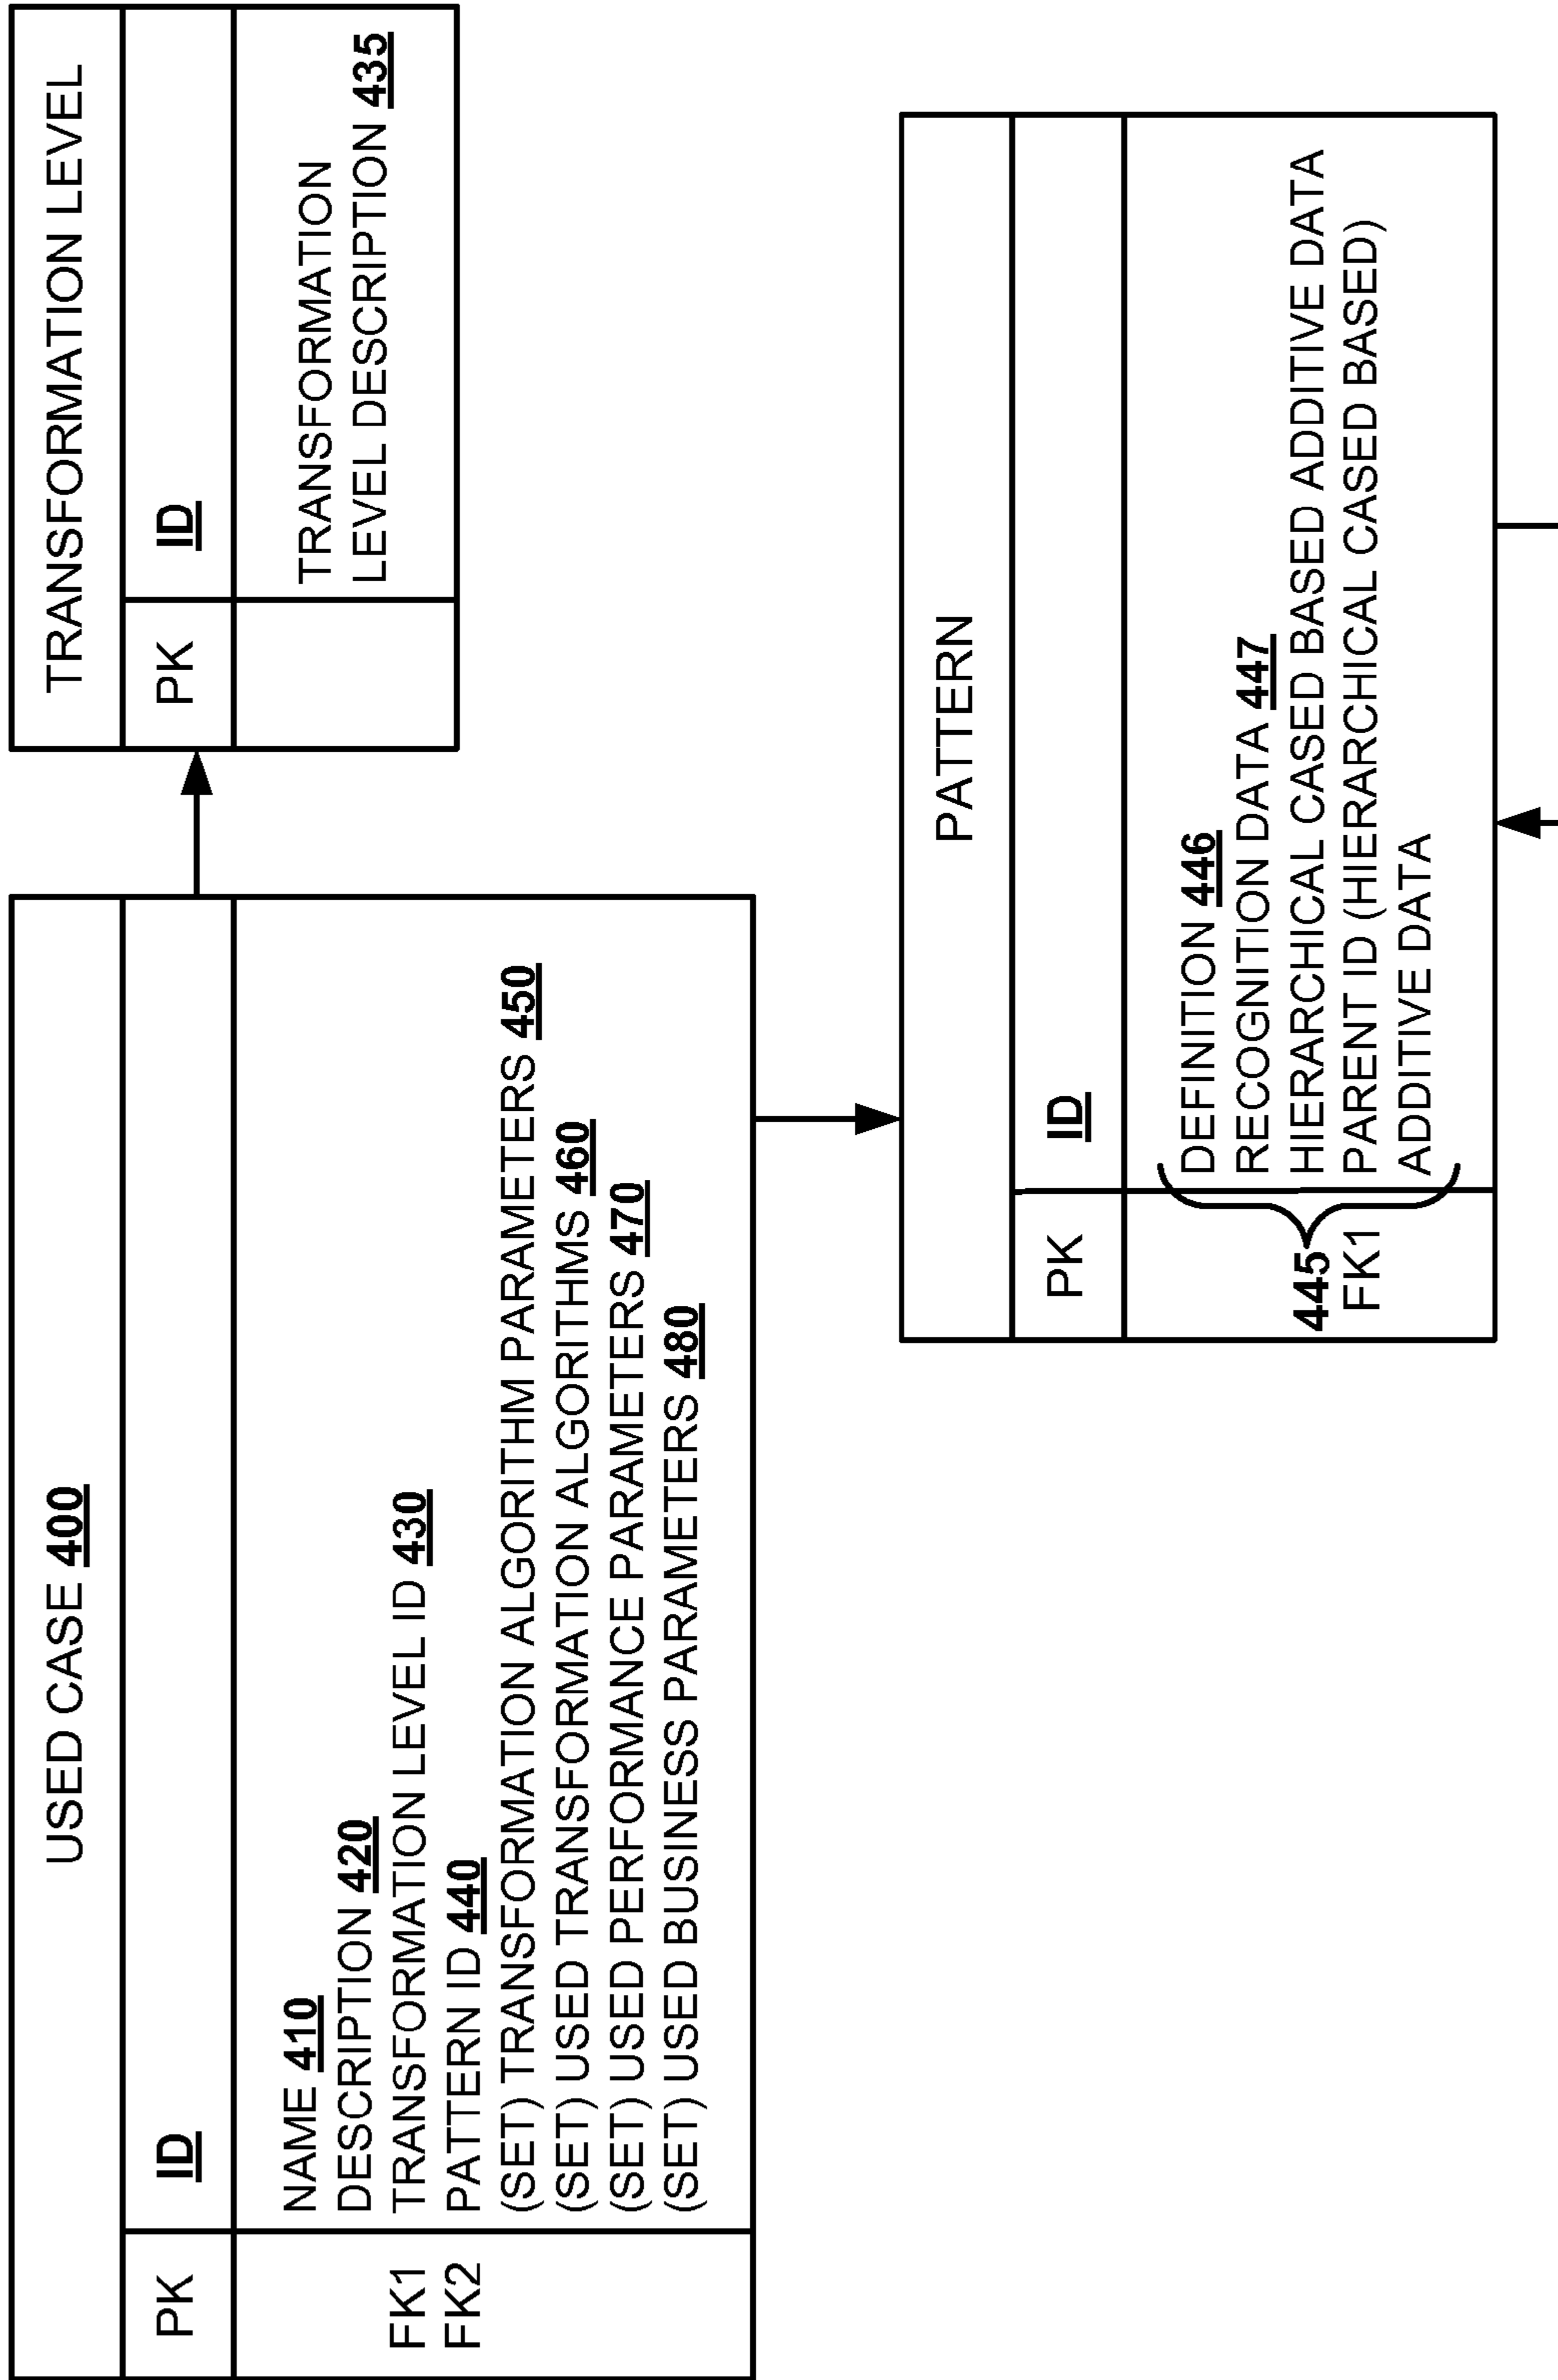 USED CASE 400
PK ID
NAME 410
DESCRIPTION 420
FK1 TRANSFORMATION LEVEL ID 430
FK2 PATTERN ID 440
(SET) TRANSFORMATION ALGORITHM PARAMETERS 450
(SET) USED TRANSFORMATION ALGORITHMS 460
(SET) USED PERFORMANCE PARAMETERS 470
(SET) USED BUSINESS PARAMETERS 480
TRANSFORMATION LEVEL
PK ID
TRANSFORMATION
LEVEL DESCRIPTION 435
PATTERN
PK ID
445
DEFINITION 446
RECOGNITION DATA 447
HIERARCHICAL CASED BASED ADDITIVE DATA
FK1 PARENT ID (HIERARCHICAL CASED BASED)
ADDITIVE DATA